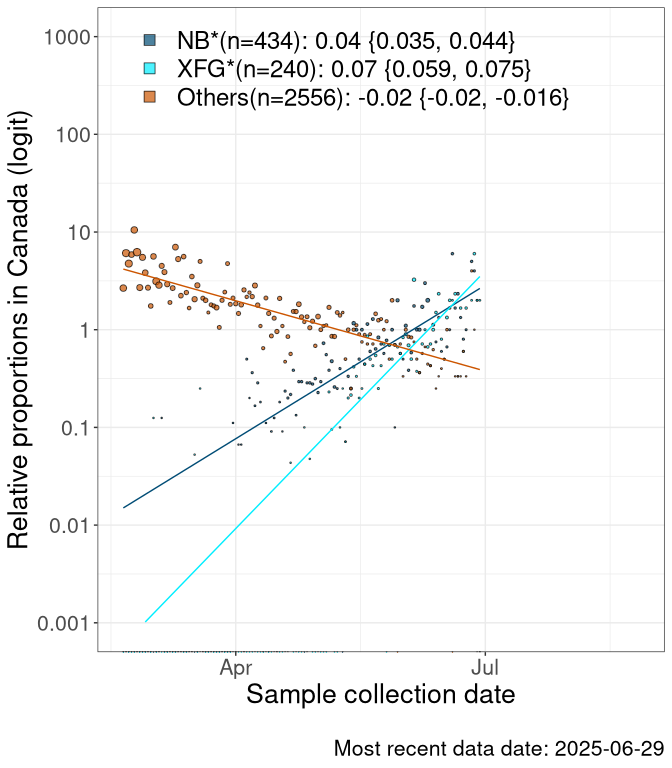 NB*(n=434): 0.04 {0.035, 0.044}
XFG*(n=240): 0.07 {0.059, 0.075}
Others(n=2556): -0.02 {-0.02, -0.016}
Relative proportions in Canada (logit)
1000
100
10
1
0.1
0.01
0.001
Apr
Jul
Sample collection date
Most recent data date: 2025-06-29